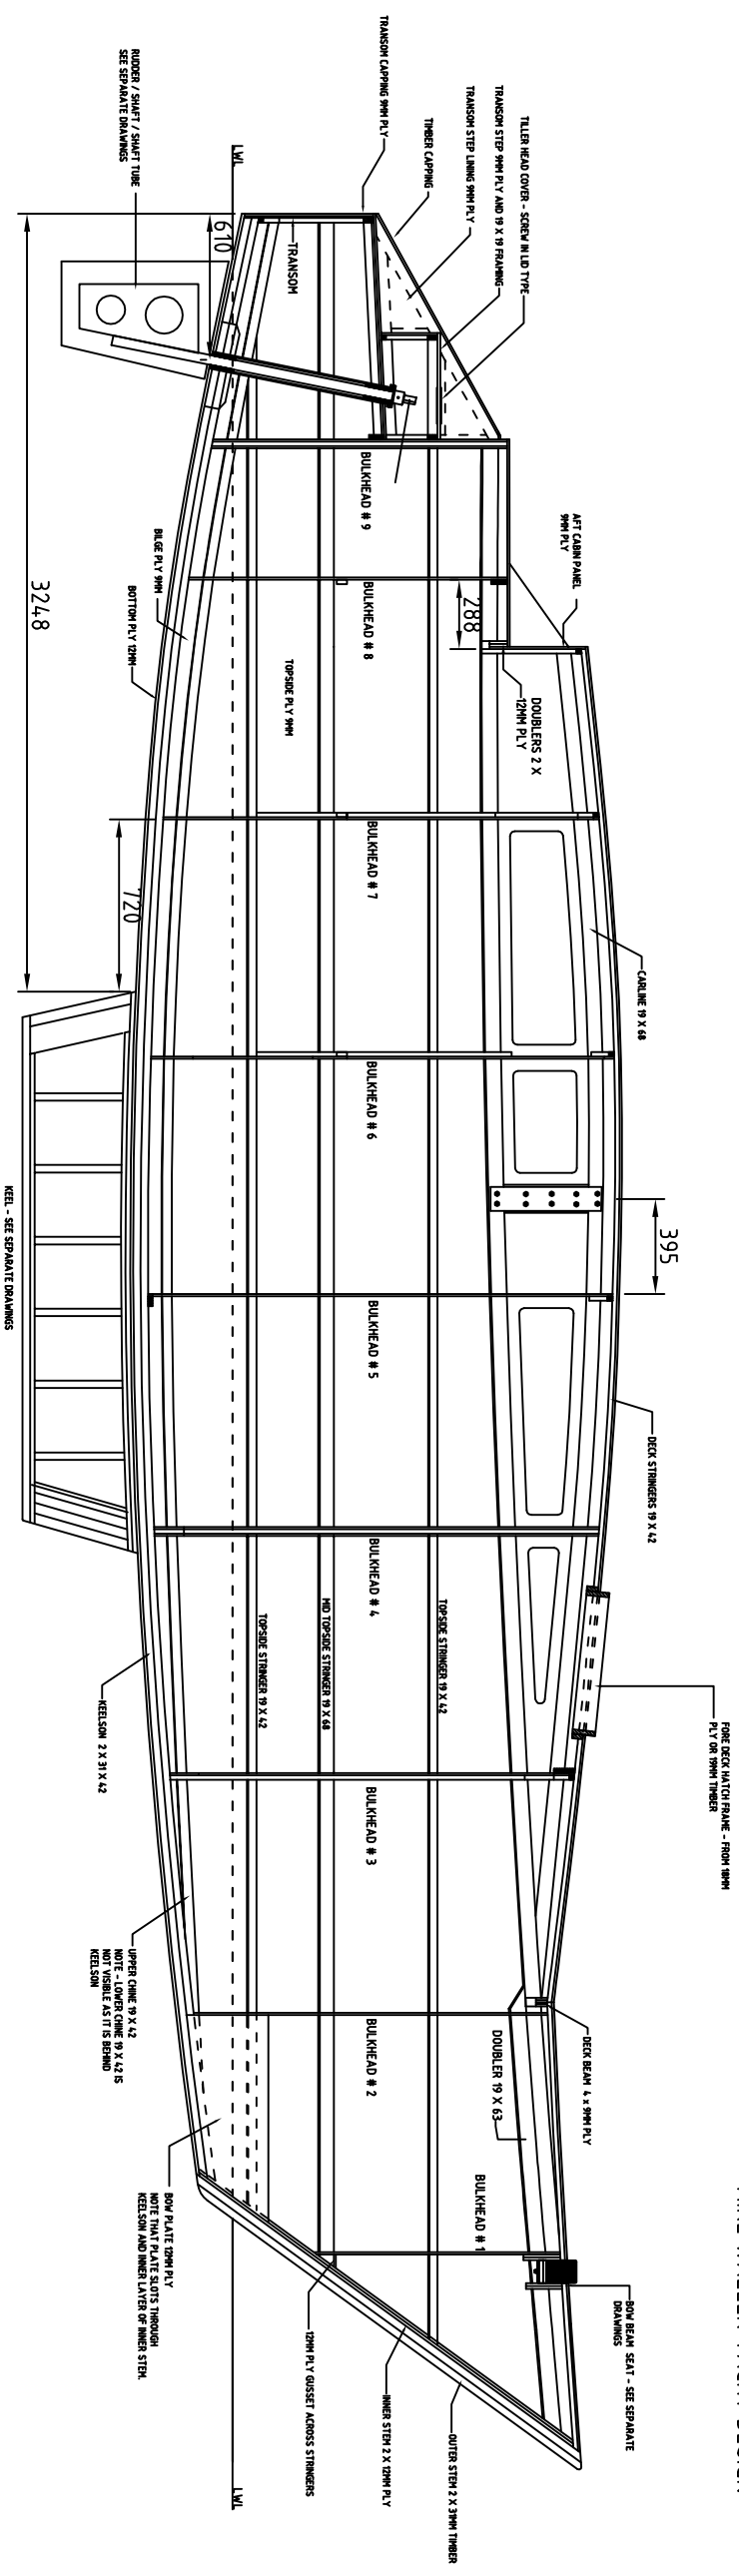 TRANSOM CAPPING 9MM PLY
TIMBER CAPPING
TRANSOM STEP LINING 9MM PLY
TRANSOM STEP 9MM PLY AND 19 X 19 FRAMING
TILLER HEAD COVER - SCREW IN LID TYPE
RUDDER / SHAFT / SHAFT TUBE
SEE SEPARATE DRAWINGS
LWL
610
TRANSOM
3248
BULKHEAD # 9
BULKHEAD # 8
288
AFT CABIN PANEL
9MM PLY
DOUBLERS 2 X
12MM PLY
BILGE PLY 9MM
BOTTOM PLY 12MM
TOPSIDE PLY 9MM
BULKHEAD # 7
720
CARLINE 19 X 68
BULKHEAD # 6
395
KEEL - SEE SEPARATE DRAWINGS
BULKHEAD # 5
DECK STRINGERS 19 X 42
BULKHEAD # 4
TOPSIDE STRINGER 19 X 42
MID TOPSIDE STRINGER 19 X 68
TOPSIDE STRINGER 19 X 42
KEELSON 2 X 31 X 42
FORE DECK HATCH FRAME - FROM 18MM
PLY OR 19MM TIMBER
BULKHEAD # 3
UPPER CHINE 19 X 42
NOTE - LOWER CHINE 19 X 42 IS
NOT VISIBLE AS IT IS BEHIND
KEELSON
BULKHEAD # 2
DOUBLER 19 X 63
DECK BEAM 4 x 9MM PLY
BULKHEAD # 1
BOW PLATE 12MM PLY
NOTE THAT PLATE SLOTS THROUGH
KEELSON AND INNER LAYER OF INNER STEM.
BOW BEAM SEAT - SEE SEPARATE
DRAWINGS
12MM PLY GUSSET ACROSS STRINGERS
INNER STEM 2 X 12MM PLY
OUTER STEM 2 X 31MM TIMBER
LWL